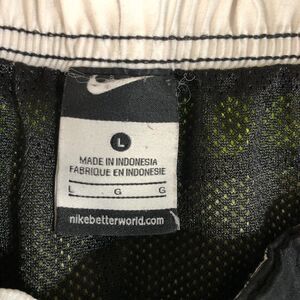 L
MADE IN INDONESIA
FABRIQUE EN INDONESIE
L G G
nikebetterworld.com